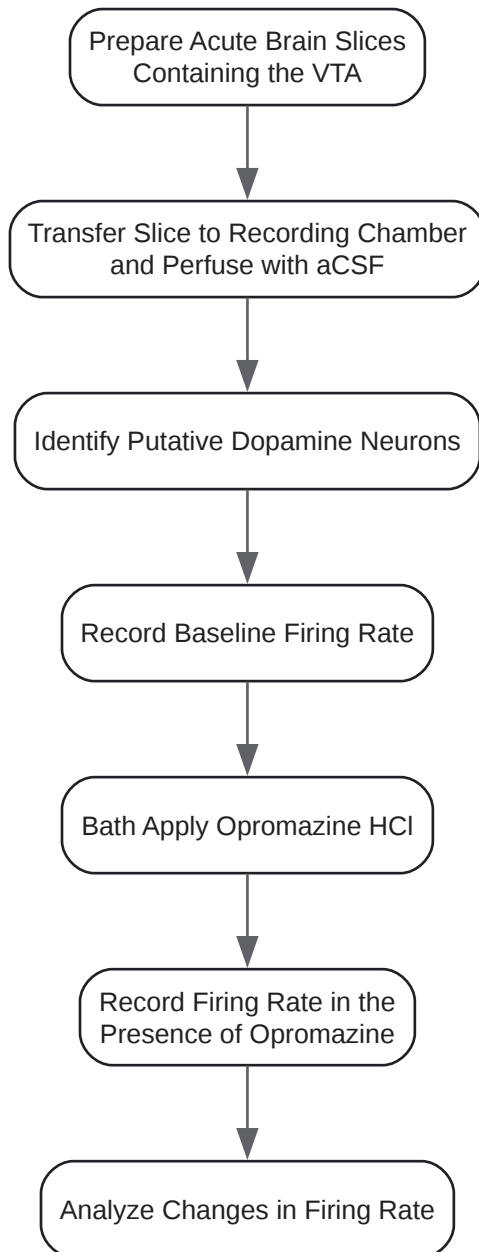 Prepare Acute Brain Slices
Containing the VTA
Transfer Slice to Recording Chamber
and Perfuse with aCSF
Identify Putative Dopamine Neurons
Record Baseline Firing Rate
Bath Apply Opromazine HCl
Record Firing Rate in the
Presence of Opromazine
Analyze Changes in Firing Rate